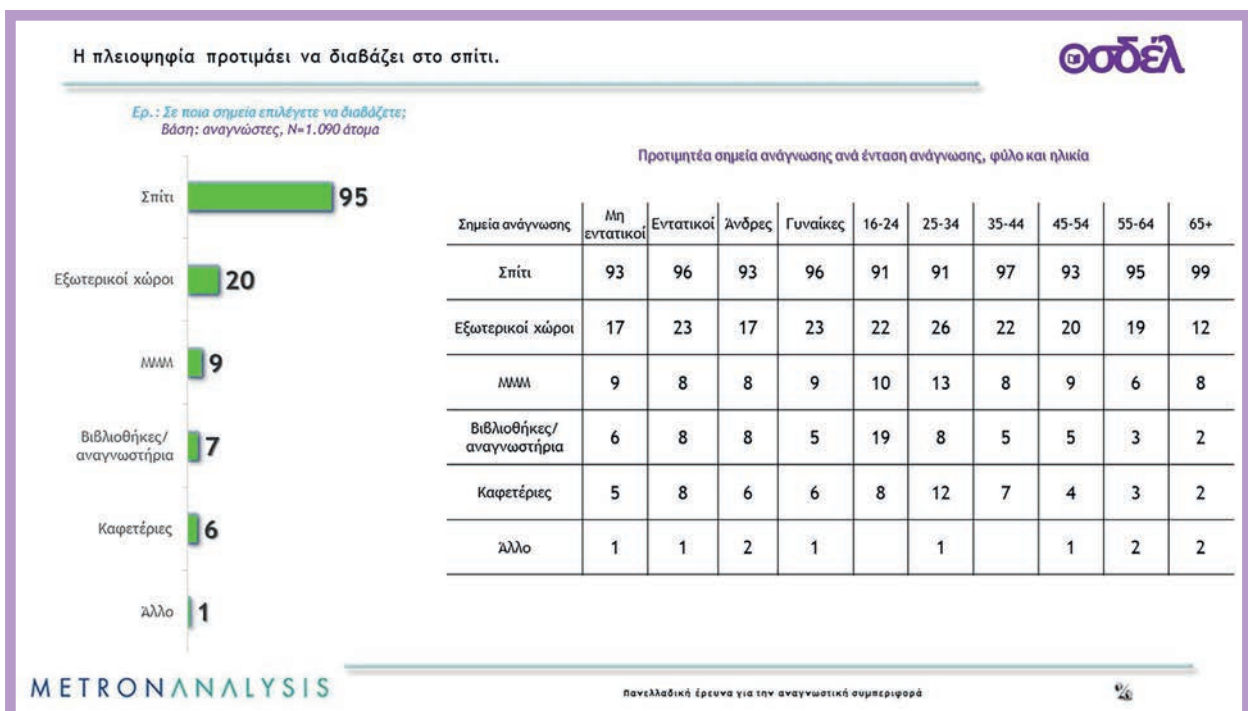 Η πλειοψηφία προτιμάει να διαβάζει στο σπίτι.
οσδέλ
Ερ.: Σε ποια σημεία επιλέγετε να διαβάζετε;
Βάση: αναγνώστες, Ν=1.090 άτομα
Σπίτι 95
Εξωτερικοί χώροι 20
ΜΜΜ 9
Βιβλιοθήκες/
αναγνωστήρια 7
Καφετέριες 6
Άλλο 1
Προτιμητέα σημεία ανάγνωσης ανά ένταση ανάγνωσης, φύλο και ηλικία
Σημεία ανάγνωσης Μη εντατικοί Εντατικοί Άνδρες Γυναίκες 16-24 25-34 35-44 45-54 55-64 65+
Σπίτι 93 96 93 96 91 91 97 93 95 99
Εξωτερικοί χώροι 17 23 17 23 22 26 22 20 19 12
ΜΜΜ 9 8 8 9 10 13 8 9 6 8
Βιβλιοθήκες/
αναγνωστήρια 6 8 8 5 19 8 5 5 3 2
Καφετέριες 5 8 6 6 8 12 7 4 3 2
Άλλο 1 1 2 1 1 1 2 2
METRONANALYSIS
Πανελλαδική έρευνα για την αναγνωστική συμπεριφορά
%